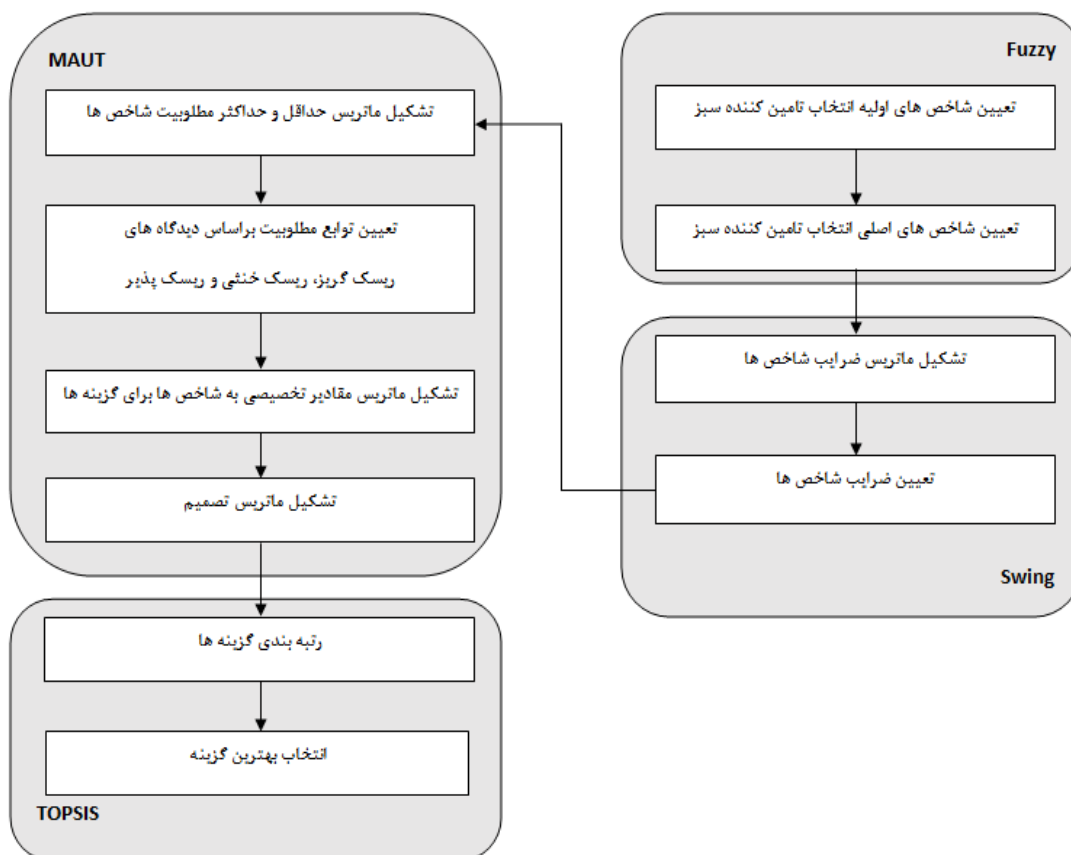 Fuzzy
تعیین شاخص های اولیه انتخاب تامین کننده سبز
تعیین شاخص های اصلی انتخاب تامین کننده سبز
تشکیل ماتریس ضرایب شاخص ها
تعیین ضرایب شاخص ها
Swing
MAUT
تشکیل ماتریس حداقل و حداکثر مطلوبیت شاخص ها
تعیین توابع مطلوبیت براساس دیدگاه های
ریسک گریز، ریسک خنثی و ریسک پذیر
تشکیل ماتریس مقادیر تخصیصی به شاخص ها برای گزینه ها
تشکیل ماتریس تصمیم
رتبه بندی گزینه ها
انتخاب بهترین گزینه
TOPSIS